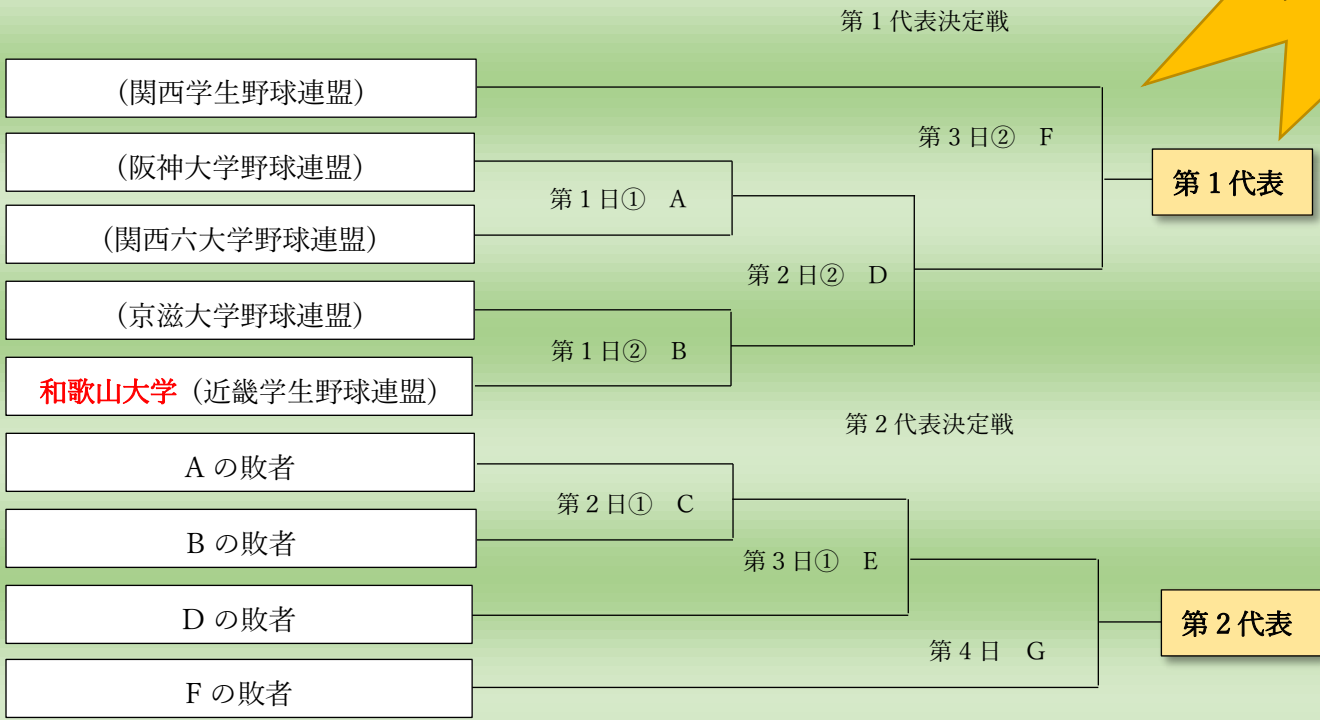 第１代表決定戦
（関西学生野球連盟）
第３日② F
（阪神大学野球連盟）
第１代表
第１日① A
（関西六大学野球連盟）
第２日② D
（京滋大学野球連盟）
第１日② B
和歌山大学（近畿学生野球連盟）
第２代表決定戦
A の敗者
第２日① C
B の敗者
第３日① E
D の敗者
第２代表
第４日 G
F の敗者